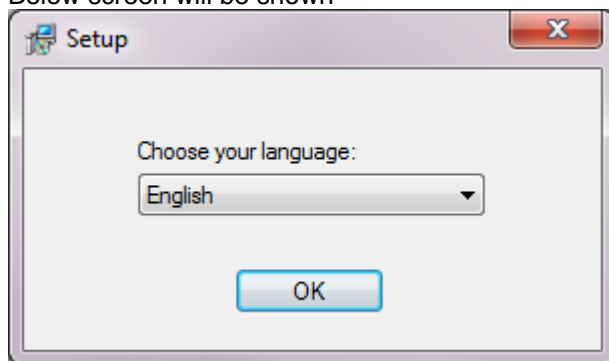 Below screen will be shown
Setup
Choose your language:
English
OK